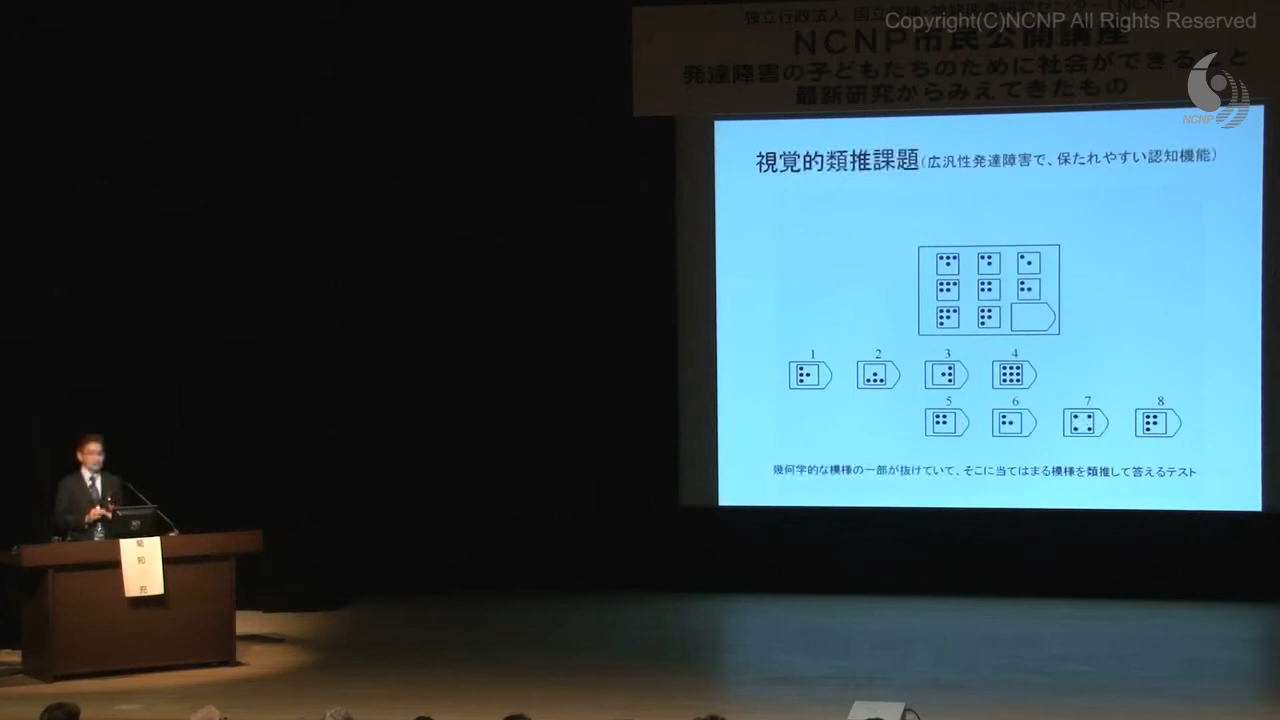 Copyright(C)NCNP All Rights Reserved
NCNP市民公開講座
発達障害の子どもたちのために社会ができること
最新研究からみえてきたもの
NCNP
視覚的類推課題(広汎性発達障害で、保たれやすい認知機能)
1 2 3 4
5 6 7 8
幾何学的な模様の一部が抜けていて、そこに当てはまる模様を類推して答えるテスト
菊
知
充